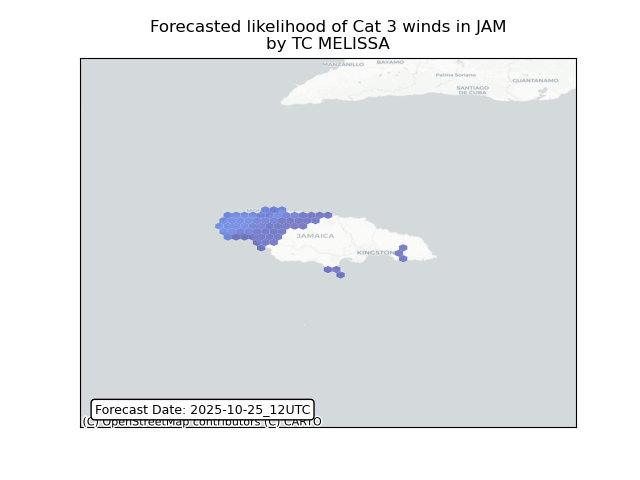 Forecasted likelihood of Cat 3 winds in JAM
by TC MELISSA
MANZANILLO
BAYAMO
Palma Soriano
GUANTANAMO
SANTIAGO
DE CUBA
JAMAICA
KINGSTON
Forecast Date: 2025-10-25_12UTC
(C) OpenStreetMap contributors (C) CARTO